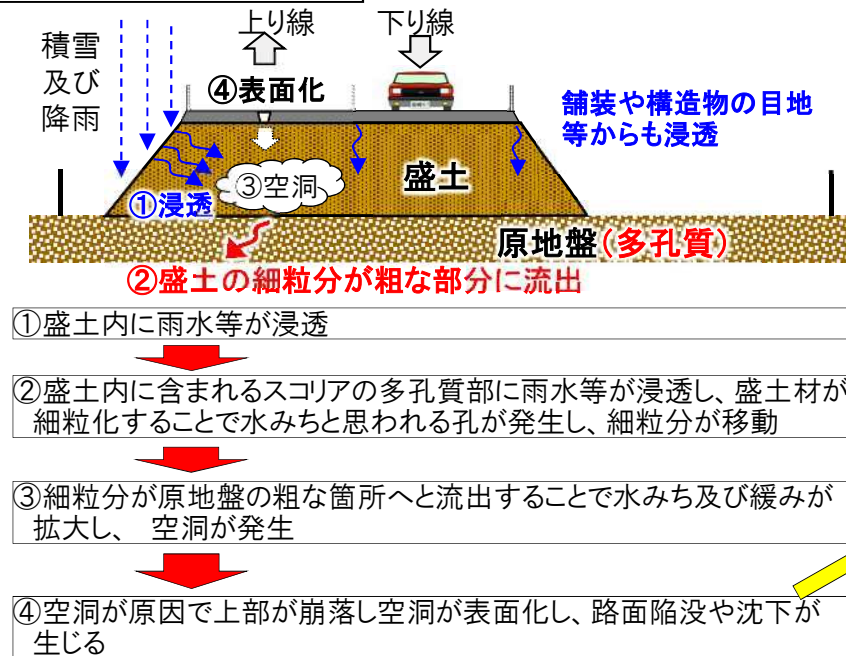 積雪
及び
降雨
上り線
下り線
④表面化
舗装や構造物の目地
等からも浸透
③空洞
盛土
①浸透
原地盤(多孔質)
②盛土の細粒分が粗な部分に流出
①盛土内に雨水等が浸透
②盛土内に含まれるスコリアの多孔質部に雨水等が浸透し、盛土材が
細粒化することで水みちと思われる孔が発生し、細粒分が移動
③細粒分が原地盤の粗な箇所へと流出することで水みち及び緩みが
拡大し、 空洞が発生
④空洞が原因で上部が崩落し空洞が表面化し、路面陥没や沈下が
生じる